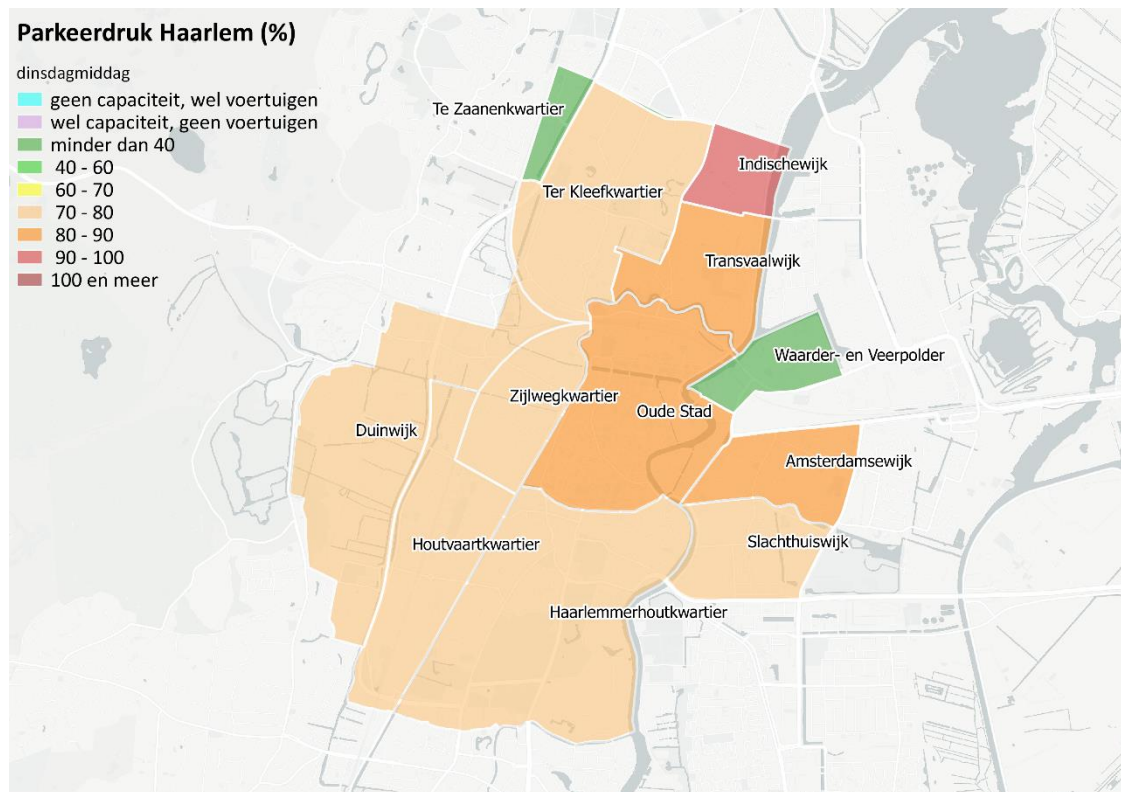 Parkeerdruk Haarlem (%)
dinsdagmiddag
geen capaciteit, wel voertuigen
wel capaciteit, geen voertuigen
minder dan 40
40 - 60
60 - 70
70 - 80
80 - 90
90 - 100
100 en meer
Te Zaanenkwartier
Indischewijk
Ter Kleefkwartier
Transvaalwijk
Waarder- en Veerpolder
Zijlwegkwartier
Oude Stad
Duinwijk
Amsterdamsewijk
Houtvaartkwartier
Slachthuiswijk
Haarlemmerhoutkwartier